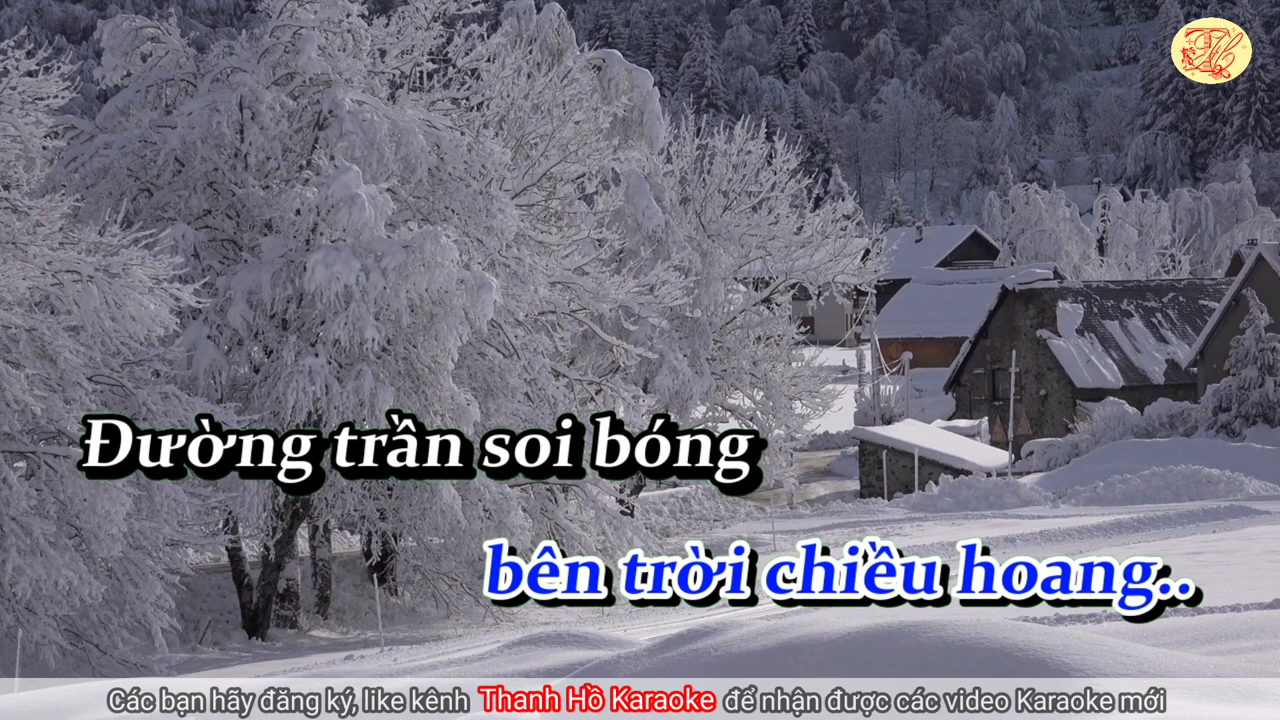 Đường trần soi bóng
bên trời chiều hoang..
Các bạn hãy đăng ký, like kênh Thanh Hồ Karaoke để nhận được các video Karaoke mới